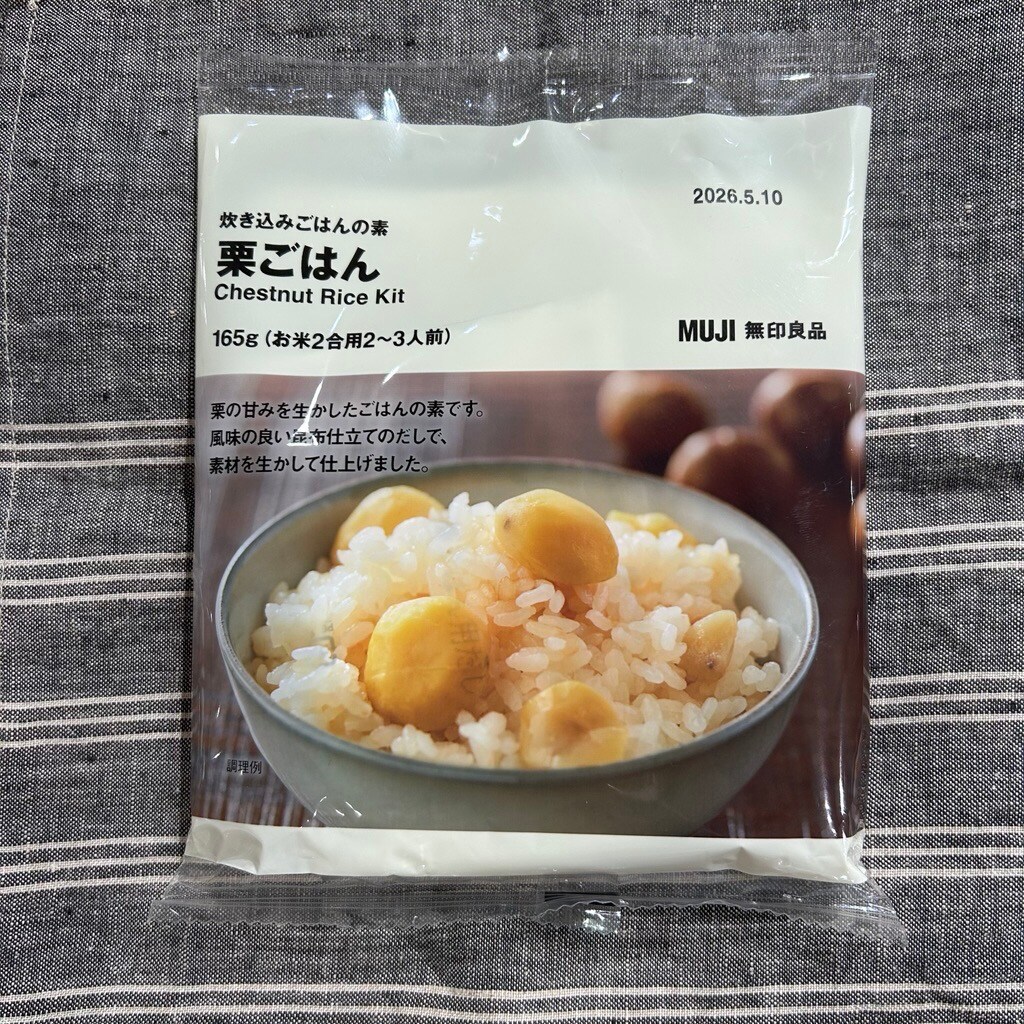 2026.5.10
炊き込みごはんの素
栗ごはん
Chestnut Rice Kit
165g(お米2合用2〜3人前)
MUJI 無印良品
栗の甘みを生かしたごはんの素です。
風味の良い昆布仕立てのだしで、
素材を生かして仕上げました。
調理例